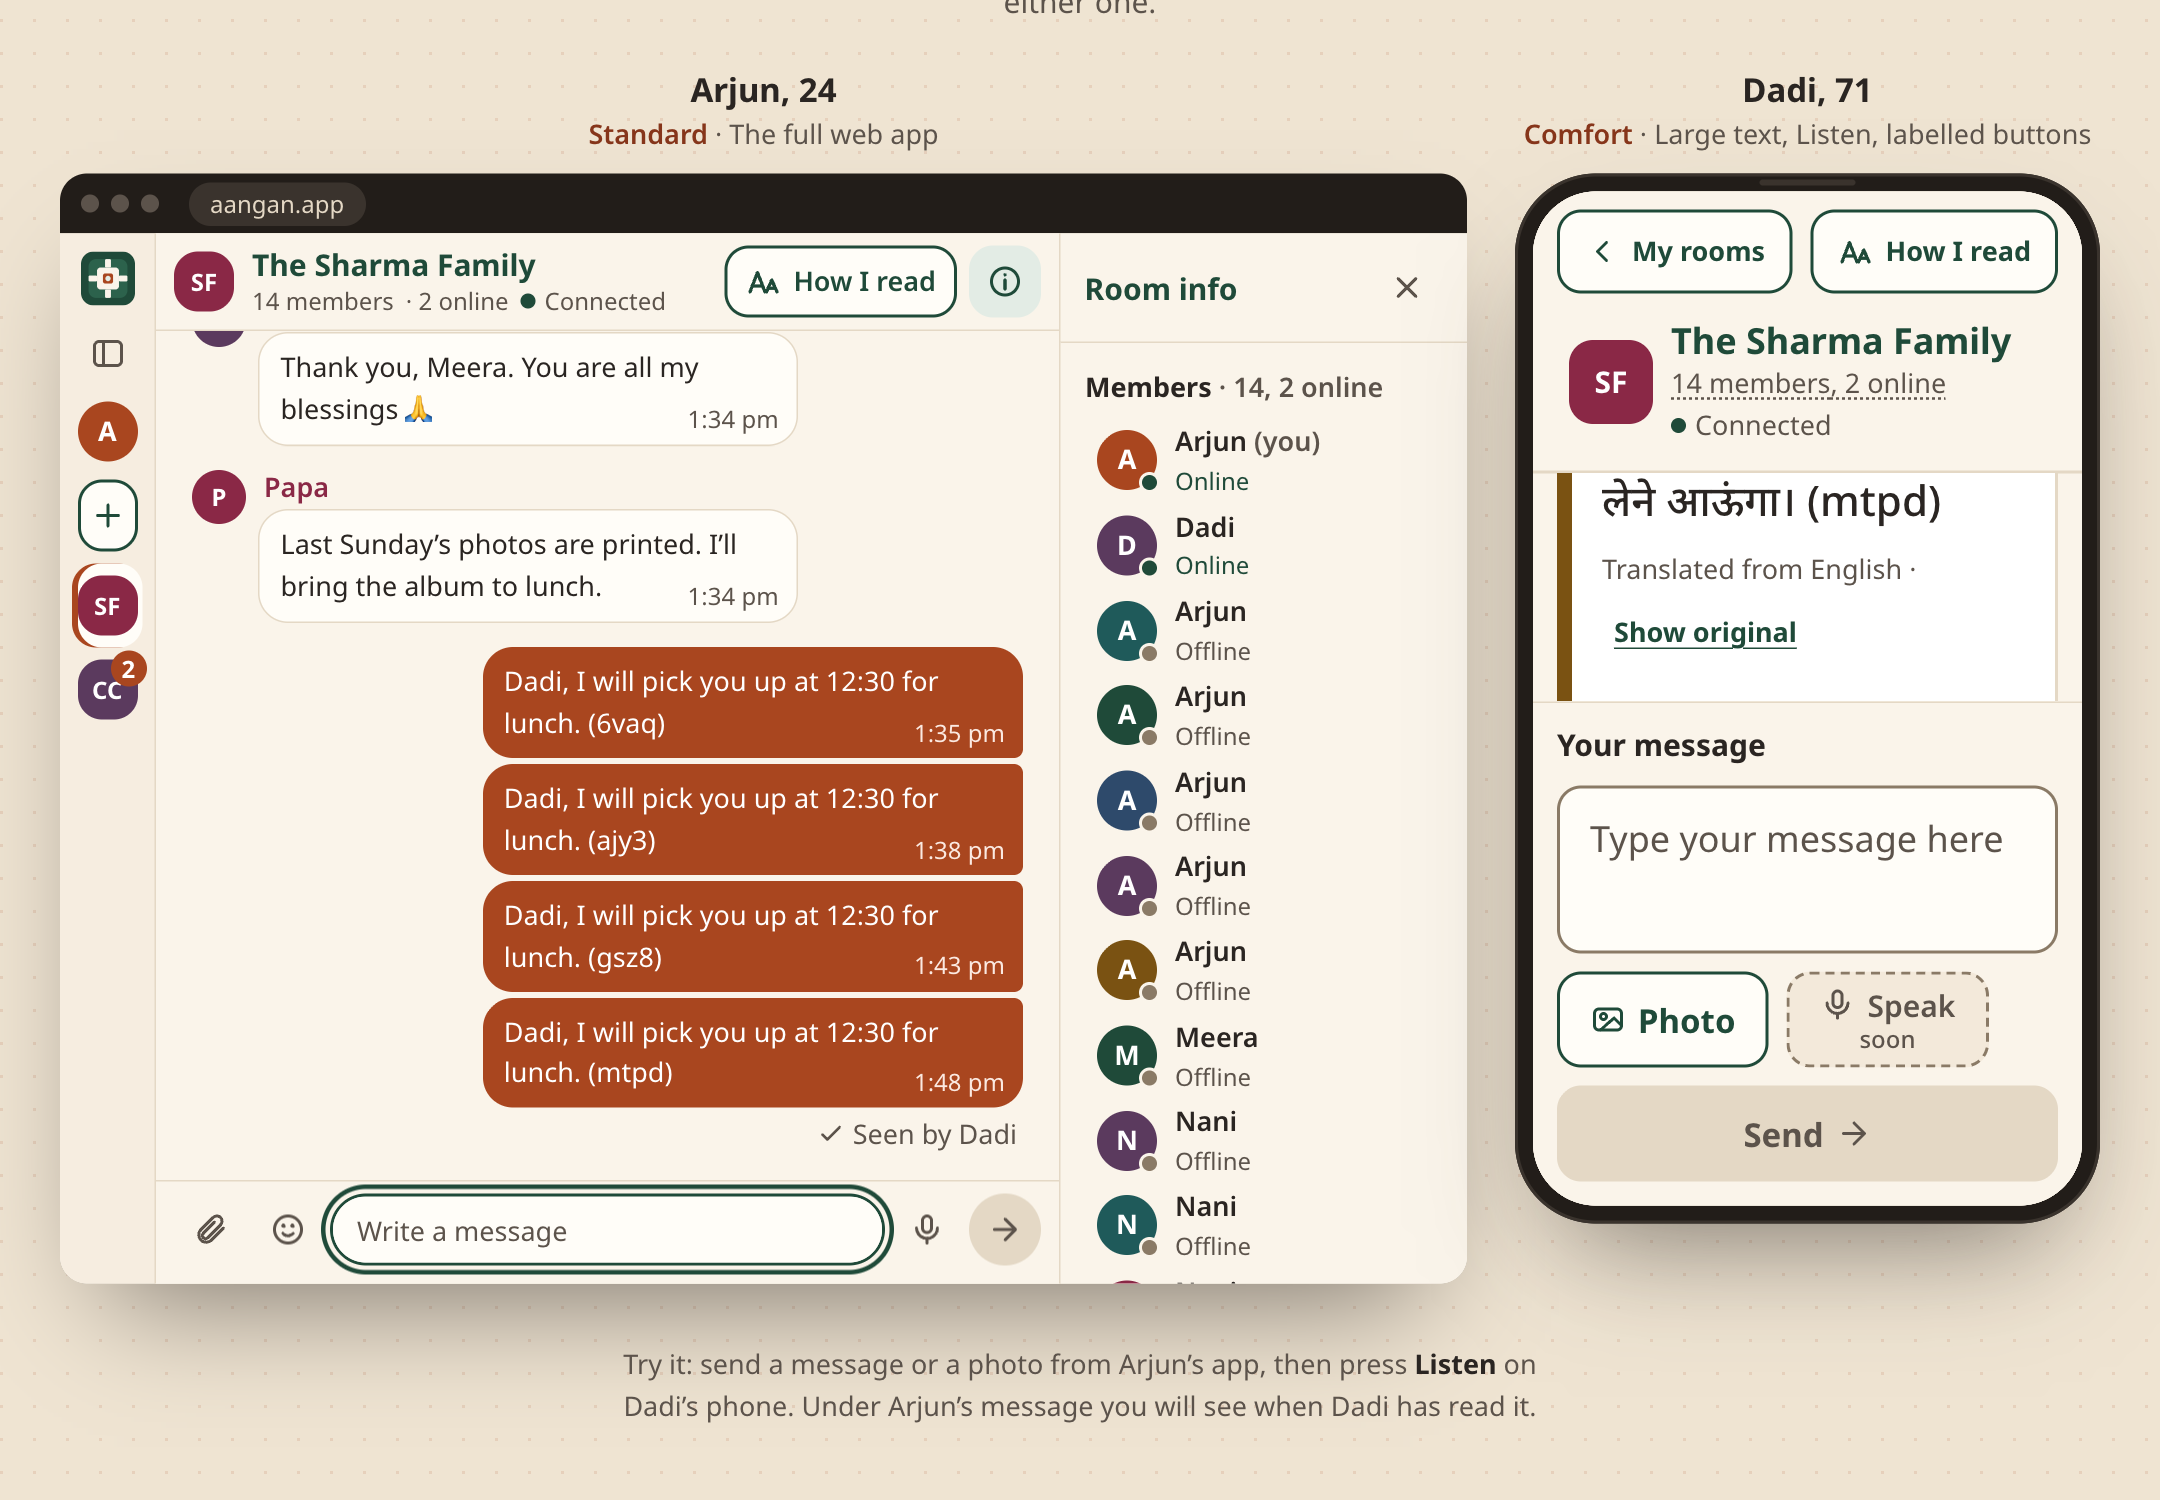 either one.
Arjun, 24
Standard · The full web app
Dadi, 71
Comfort · Large text, Listen, labelled buttons
aangan.app
A
SF
CC
2
SF
The Sharma Family
14 members · 2 online ● Connected
How I read
Thank you, Meera. You are all my
blessings 🙏
1:34 pm
P
Papa
Last Sunday’s photos are printed. I’ll
bring the album to lunch.
1:34 pm
Dadi, I will pick you up at 12:30 for
lunch. (6vaq)
1:35 pm
Dadi, I will pick you up at 12:30 for
lunch. (ajy3)
1:38 pm
Dadi, I will pick you up at 12:30 for
lunch. (gsz8)
1:43 pm
Dadi, I will pick you up at 12:30 for
lunch. (mtpd)
1:48 pm
✓ Seen by Dadi
Write a message
Room info
Members · 14, 2 online
A
Arjun (you)
Online
D
Dadi
Online
A
Arjun
Offline
A
Arjun
Offline
A
Arjun
Offline
A
Arjun
Offline
A
Arjun
Offline
M
Meera
Offline
N
Nani
Offline
N
Nani
Offline
My rooms
How I read
SF
The Sharma Family
14 members, 2 online
Connected
लेने आऊंगा। (mtpd)
Translated from English ·
Show original
Your message
Type your message here
Photo
Speak
soon
Send →
Try it: send a message or a photo from Arjun’s app, then press Listen on
Dadi’s phone. Under Arjun’s message you will see when Dadi has read it.